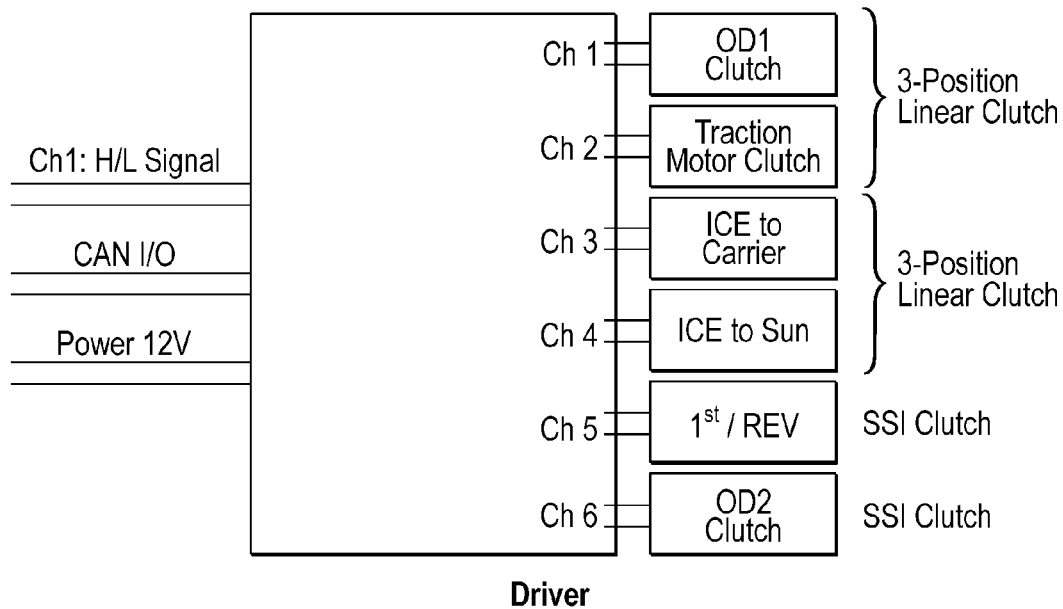 Ch1: H/L Signal
CAN I/O
Power 12V
Ch 1
OD1
Clutch
Ch 2
Traction
Motor Clutch
3-Position
Linear Clutch
Ch 3
ICE to
Carrier
Ch 4
ICE to Sun
3-Position
Linear Clutch
Ch 5
1st / REV
SSI Clutch
Ch 6
OD2
Clutch
SSI Clutch
Driver